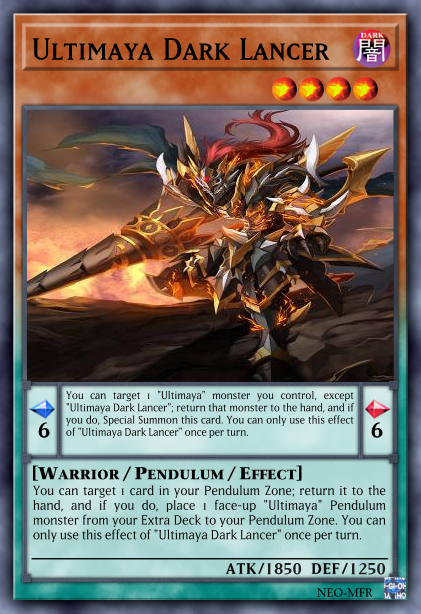 Ultimaya Dark Lancer
DARK
闇
You can target 1 "Ultimaya" monster you control, except
"Ultimaya Dark Lancer"; return that monster to the hand, and if
you do, Special Summon this card. You can only use this effect
of "Ultimaya Dark Lancer" once per turn.
6
6
[Warrior / Pendulum / Effect]
You can target 1 card in your Pendulum Zone; return it to the
hand, and if you do, place 1 face-up "Ultimaya" Pendulum
monster from your Extra Deck to your Pendulum Zone. You can
only use this effect of "Ultimaya Dark Lancer" once per turn.
ATK/1850 DEF/1250
NEO-MFR